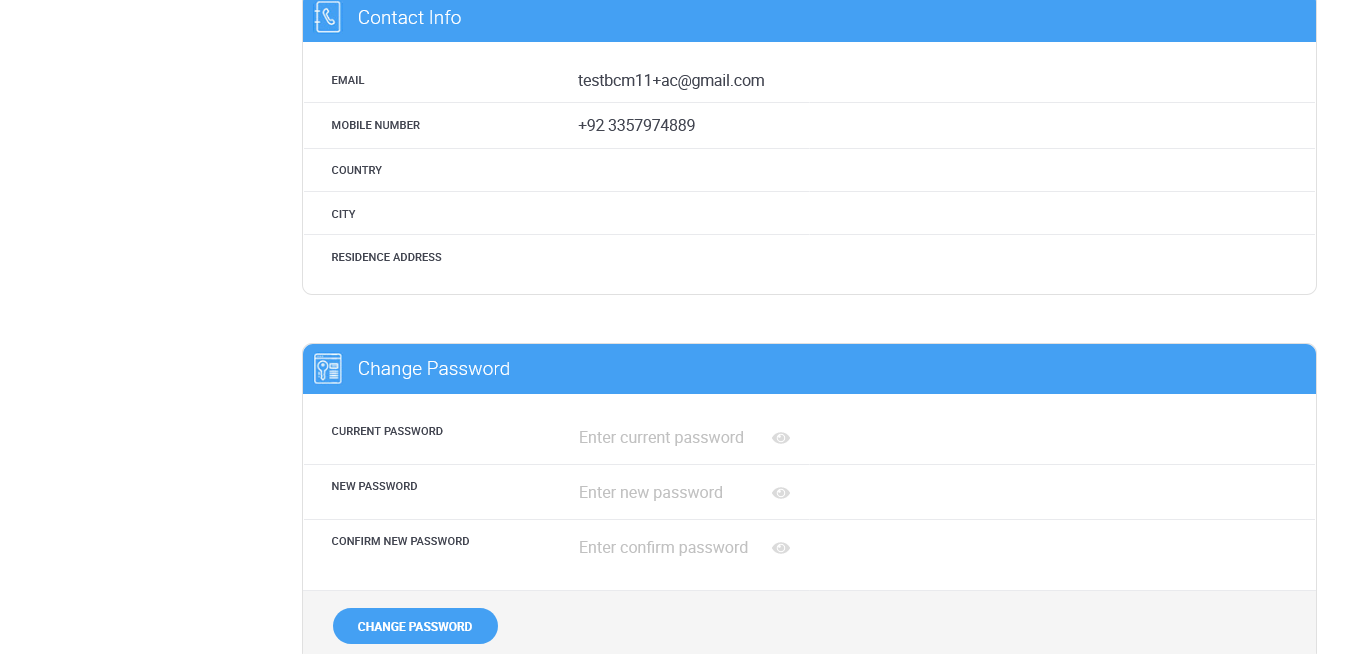 Contact Info
EMAIL testbcm11+ac@gmail.com
MOBILE NUMBER +92 3357974889
COUNTRY
CITY
RESIDENCE ADDRESS
Change Password
CURRENT PASSWORD Enter current password
NEW PASSWORD Enter new password
CONFIRM NEW PASSWORD Enter confirm password
CHANGE PASSWORD